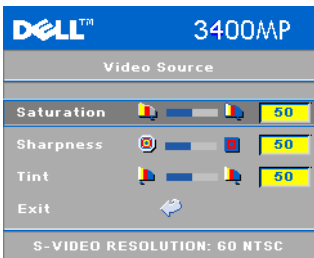 DELL™ 3400MP
Video Source
Saturation 50
Sharpness 50
Tint 50
Exit
S-VIDEO RESOLUTION: 60 NTSC